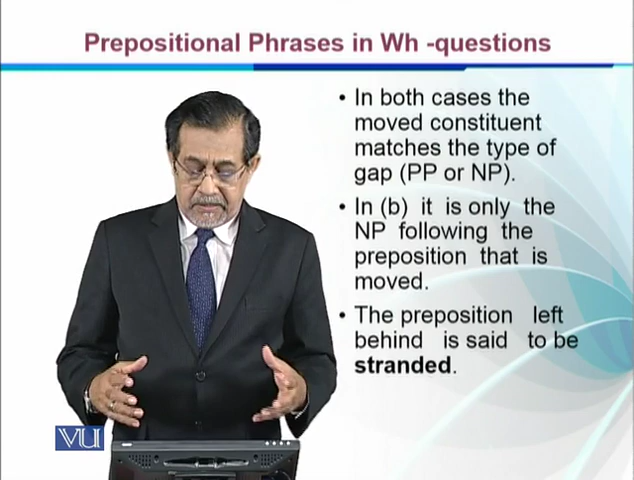 Prepositional Phrases in Wh -questions
• In both cases the
moved constituent
matches the type of
gap (PP or NP).
• In (b) it is only the
NP following the
preposition that is
moved.
• The preposition left
behind is said to be
stranded.
VU